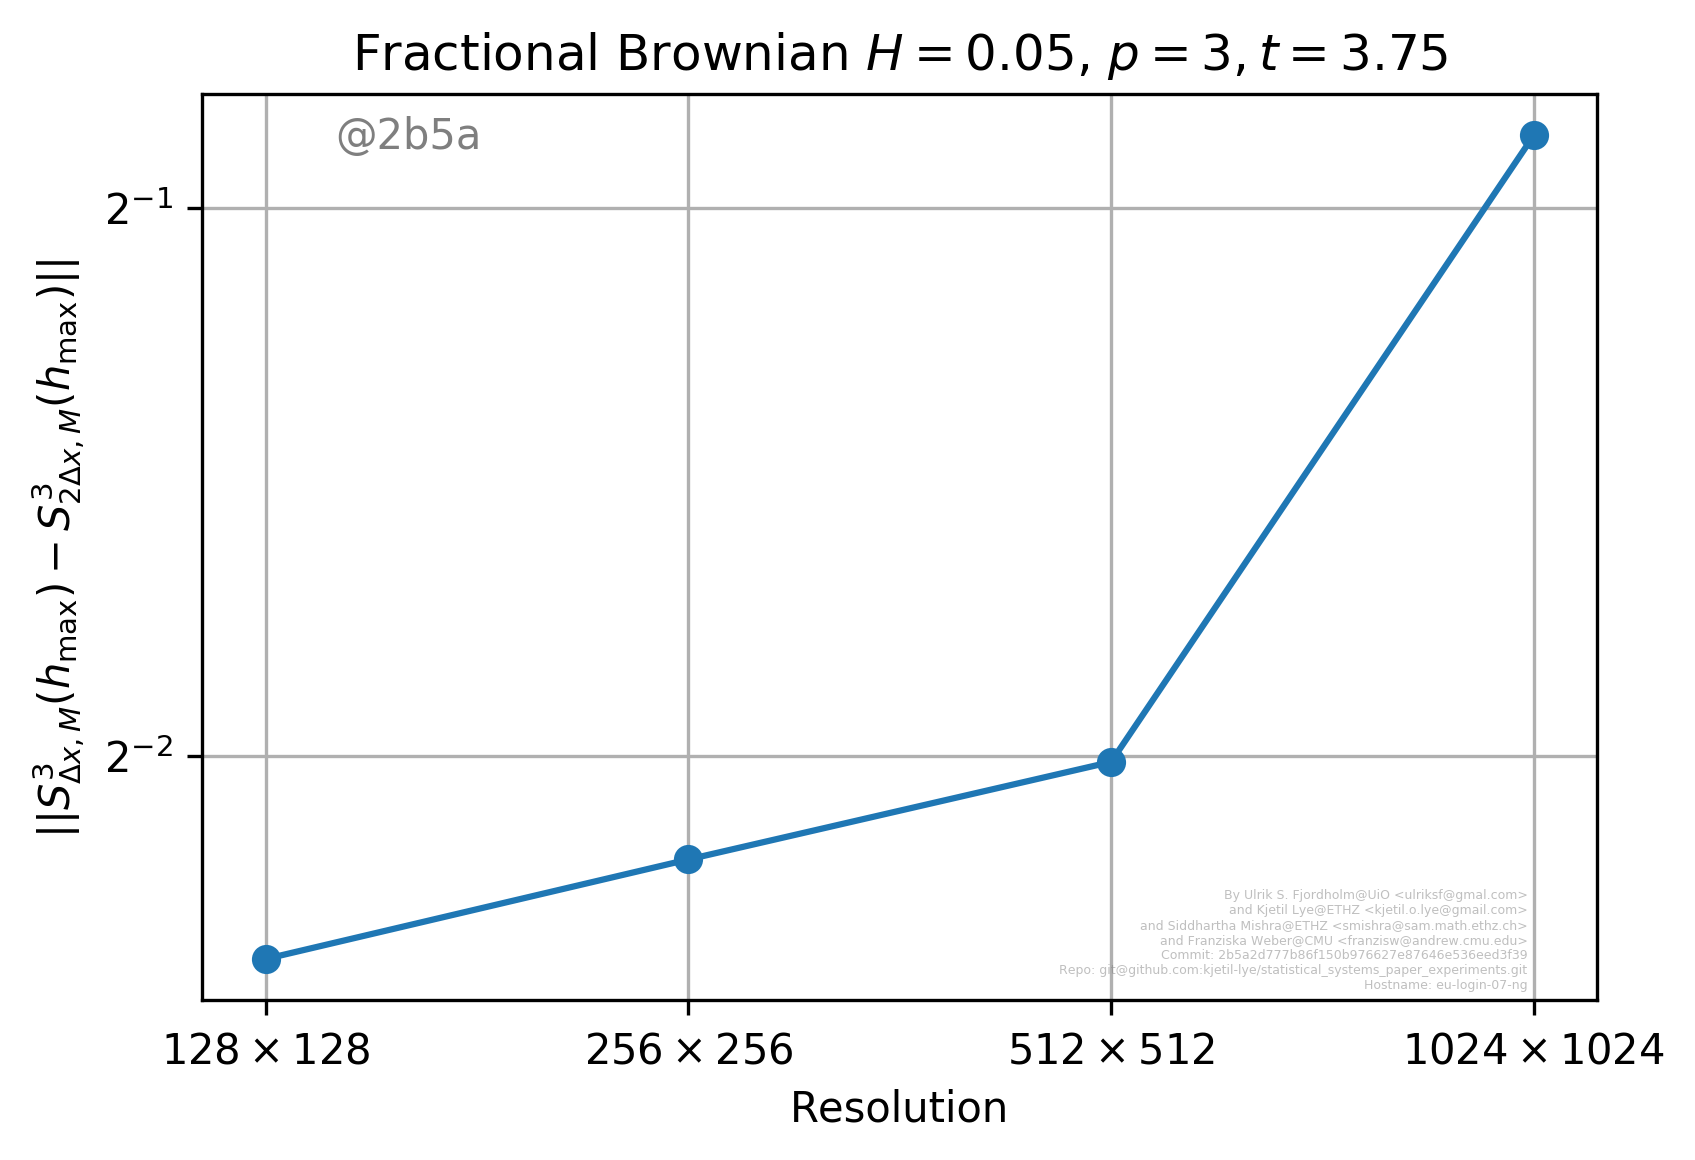 Fractional Brownian H = 0.05, p = 3, t = 3.75
@2b5a
2⁻¹
2⁻²
||S³_{Δx,M}(h_max) − S³_{2Δx,M}(h_max)||
By Ulrik S. Fjordholm@UiO <ulriksf@gmal.com>
and Kjetil Lye@ETHZ <kjetil.o.lye@gmail.com>
and Siddhartha Mishra@ETHZ <smishra@sam.math.ethz.ch>
and Franziska Weber@CMU <franzisw@andrew.cmu.edu>
Commit: 2b5a2d777b86f150b976627e87646e536eed3f39
Repo: git@github.com:kjetil-lye/statistical_systems_paper_experiments.git
Hostname: eu-login-07-ng
128 × 128 256 × 256 512 × 512 1024 × 1024
Resolution